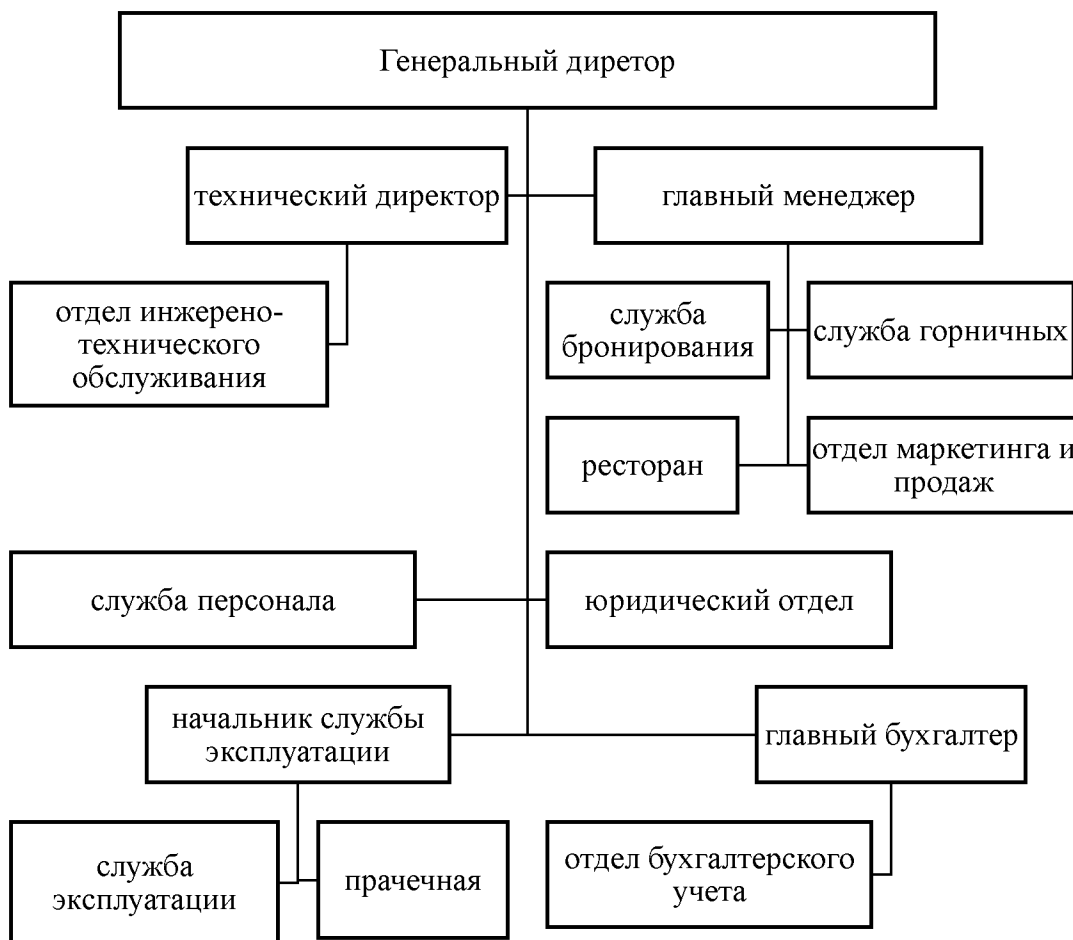 Генеральный диретор
технический директор
главный менеджер
отдел инжерено-
технического
обслуживания
служба
бронирования
служба горничных
ресторан
отдел маркетинга и
продаж
служба персонала
юридический отдел
начальник службы
эксплуатации
главный бухгалтер
служба
эксплуатации
прачечная
отдел бухгалтерского
учета